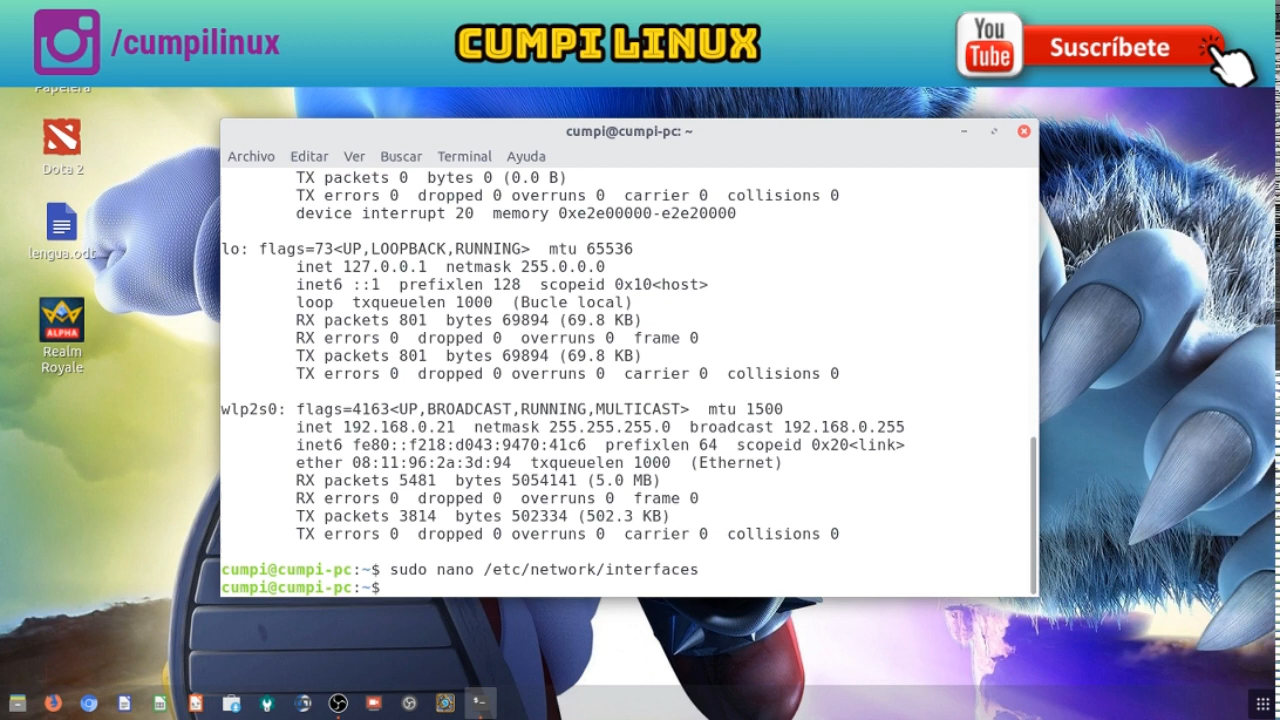 /cumpilinux
CUMPI LINUX
You
Tube
Suscríbete
Papelera
Dota 2
lengua.odt
ALPHA
Realm
Royale
cumpi@cumpi-pc: ~
Archivo Editar Ver Buscar Terminal Ayuda
TX packets 0 bytes 0 (0.0 B)
TX errors 0 dropped 0 overruns 0 carrier 0 collisions 0
device interrupt 20 memory 0xe2e00000-e2e20000
lo: flags=73<UP,LOOPBACK,RUNNING> mtu 65536
inet 127.0.0.1 netmask 255.0.0.0
inet6 ::1 prefixlen 128 scopeid 0x10<host>
loop txqueuelen 1000 (Bucle local)
RX packets 801 bytes 69894 (69.8 KB)
RX errors 0 dropped 0 overruns 0 frame 0
TX packets 801 bytes 69894 (69.8 KB)
TX errors 0 dropped 0 overruns 0 carrier 0 collisions 0
wlp2s0: flags=4163<UP,BROADCAST,RUNNING,MULTICAST> mtu 1500
inet 192.168.0.21 netmask 255.255.255.0 broadcast 192.168.0.255
inet6 fe80::f218:d043:9470:41c6 prefixlen 64 scopeid 0x20<link>
ether 08:11:96:2a:3d:94 txqueuelen 1000 (Ethernet)
RX packets 5481 bytes 5054141 (5.0 MB)
RX errors 0 dropped 0 overruns 0 frame 0
TX packets 3814 bytes 502334 (502.3 KB)
TX errors 0 dropped 0 overruns 0 carrier 0 collisions 0
cumpi@cumpi-pc:~$ sudo nano /etc/network/interfaces
cumpi@cumpi-pc:~$